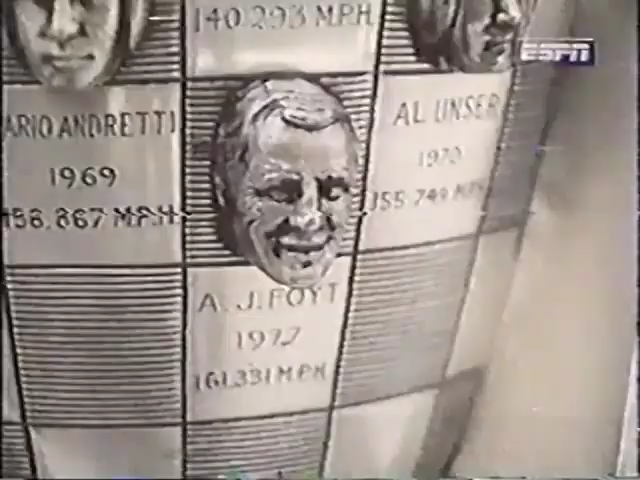 140.293 M.P.H.
ESPN
ARIO ANDRETTI
1969
156.867 M.P.H.
AL UNSER
1970
155.749 M.P.H.
A. J. FOYT
1977
161.331 M.P.H.